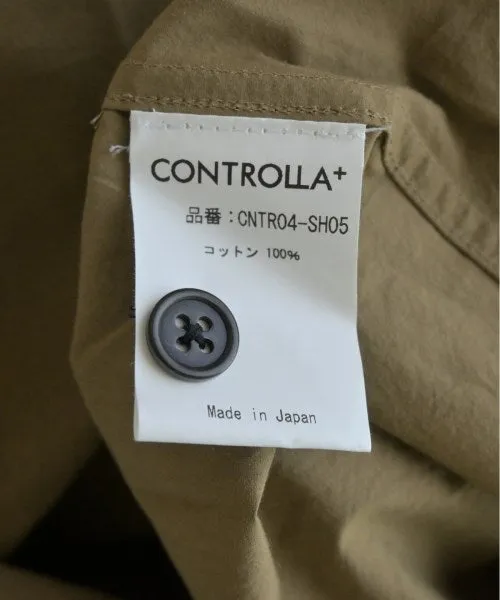 CONTROLLA+
品番：CNTR04-SH05
コットン 100%
Made in Japan